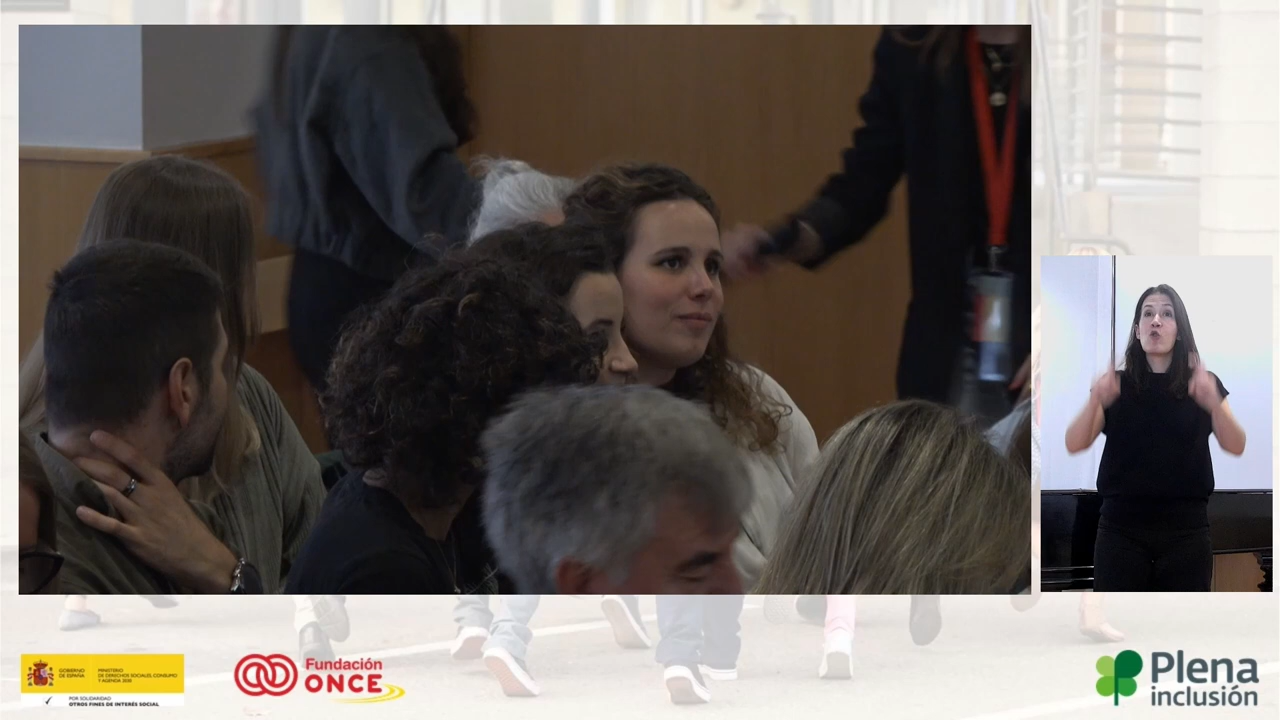 GOBIERNO
DE ESPAÑA
MINISTERIO
DE DERECHOS SOCIALES, CONSUMO
Y AGENDA 2030
POR SOLIDARIDAD
OTROS FINES DE INTERÉS SOCIAL
Fundación
ONCE
Plena
inclusión